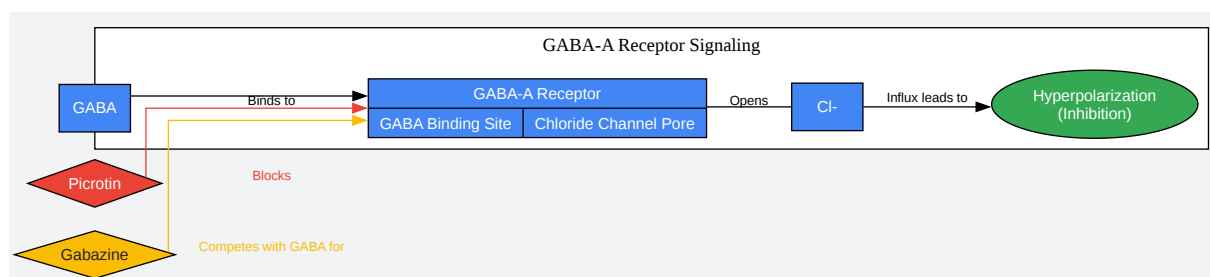 GABA-A Receptor Signaling
GABA
Binds to
GABA-A Receptor
GABA Binding Site
Chloride Channel Pore
Opens
Cl-
Influx leads to
Hyperpolarization
(Inhibition)
Picrotin
Blocks
Gabazine
Competes with GABA for